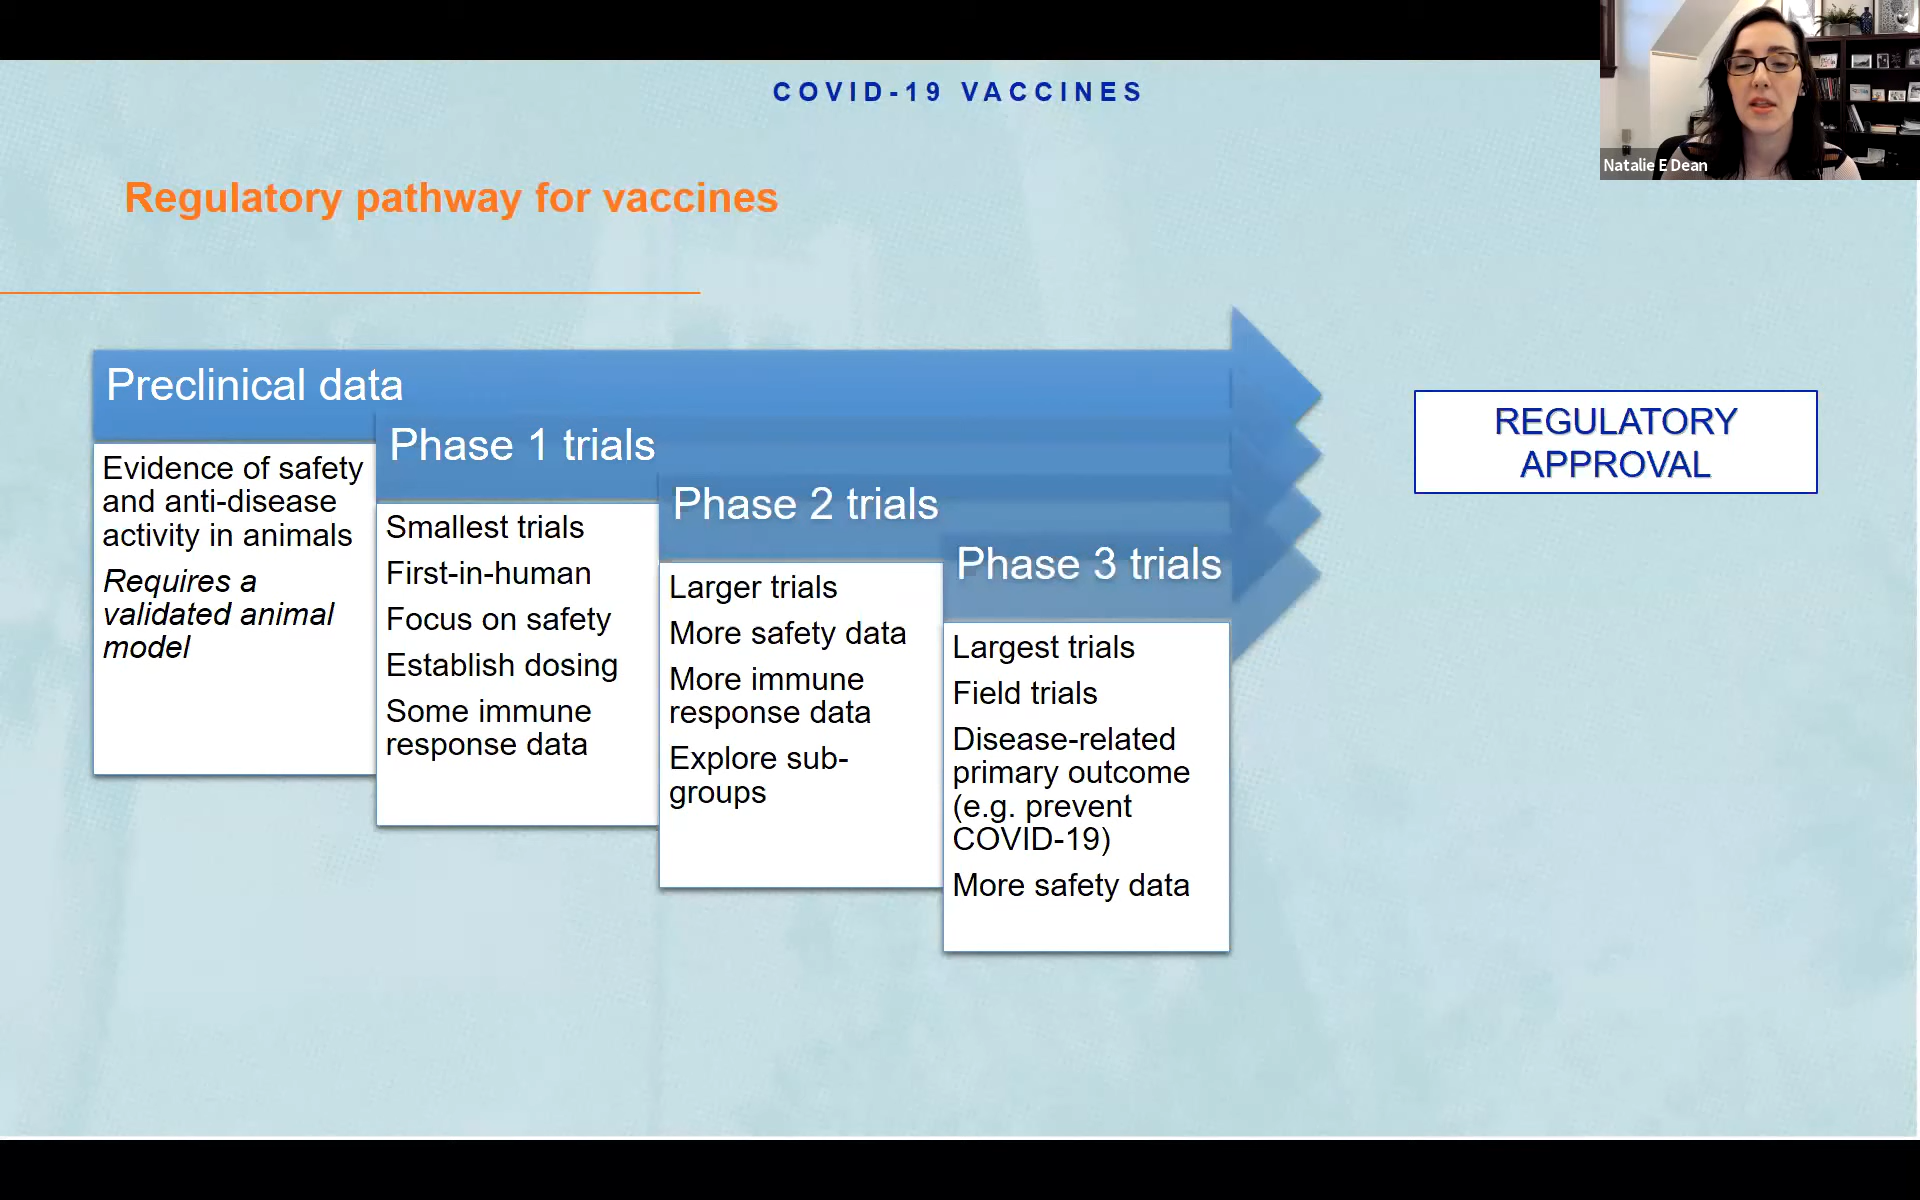 COVID-19 VACCINES
Natalie E Dean
Regulatory pathway for vaccines
Preclinical data
Evidence of safety
and anti-disease
activity in animals
Requires a
validated animal
model
Phase 1 trials
Smallest trials
First-in-human
Focus on safety
Establish dosing
Some immune
response data
Phase 2 trials
Larger trials
More safety data
More immune
response data
Explore sub-
groups
Phase 3 trials
Largest trials
Field trials
Disease-related
primary outcome
(e.g. prevent
COVID-19)
More safety data
REGULATORY
APPROVAL